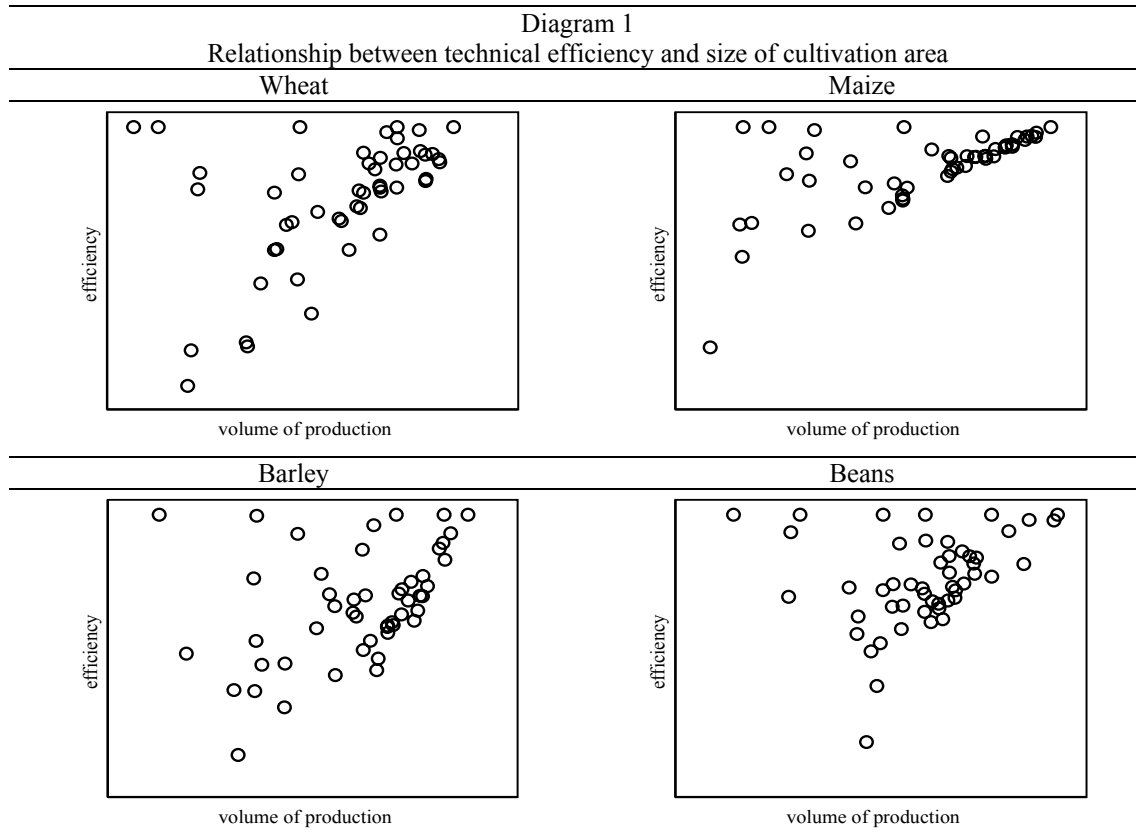 Diagram 1
Relationship between technical efficiency and size of cultivation area
Wheat
Maize
efficiency
volume of production
efficiency
volume of production
Barley
Beans
efficiency
volume of production
efficiency
volume of production